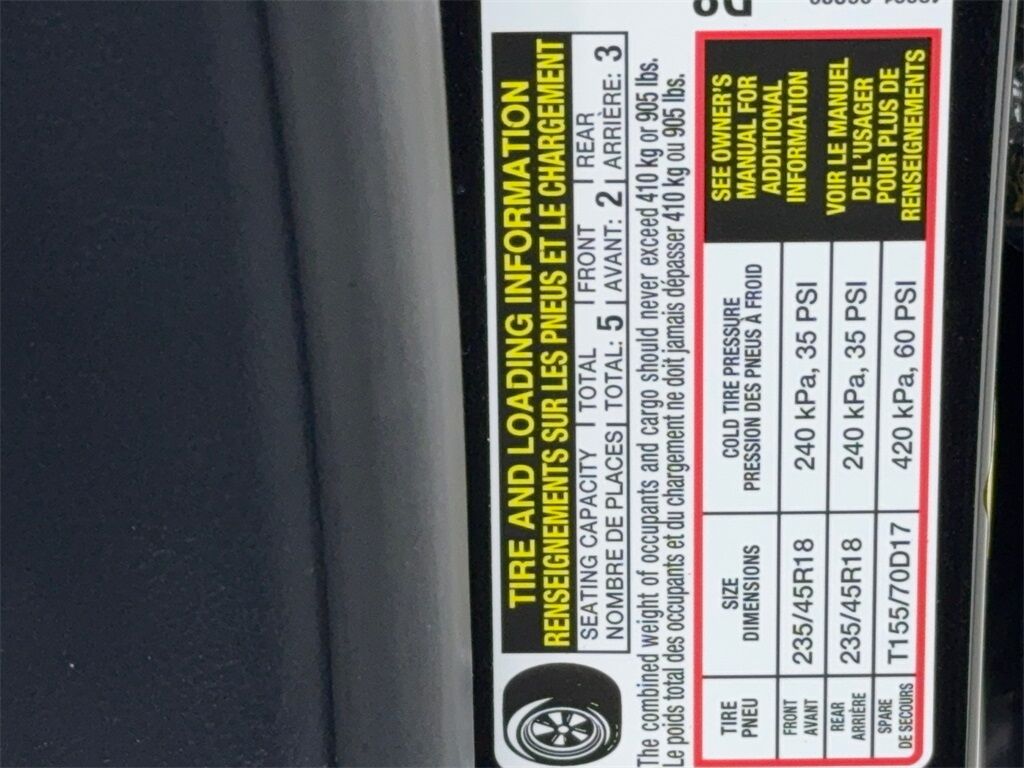 TIRE AND LOADING INFORMATION
RENSEIGNEMENTS SUR LES PNEUS ET LE CHARGEMENT
SEATING CAPACITY | TOTAL | FRONT | REAR
NOMBRE DE PLACES | TOTAL: 5 | AVANT: 2 | ARRIÈRE: 3
The combined weight of occupants and cargo should never exceed 410 kg or 905 lbs.
Le poids total des occupants et du chargement ne doit jamais dépasser 410 kg ou 905 lbs.
TIRE
PNEU
SIZE
DIMENSIONS
COLD TIRE PRESSURE
PRESSION DES PNEUS À FROID
FRONT
AVANT
235/45R18
240 kPa, 35 PSI
REAR
ARRIÈRE
235/45R18
240 kPa, 35 PSI
SPARE
DE SECOURS
T155/70D17
420 kPa, 60 PSI
SEE OWNER'S
MANUAL FOR
ADDITIONAL
INFORMATION
VOIR LE MANUEL
DE L'USAGER
POUR PLUS DE
RENSEIGNEMENTS